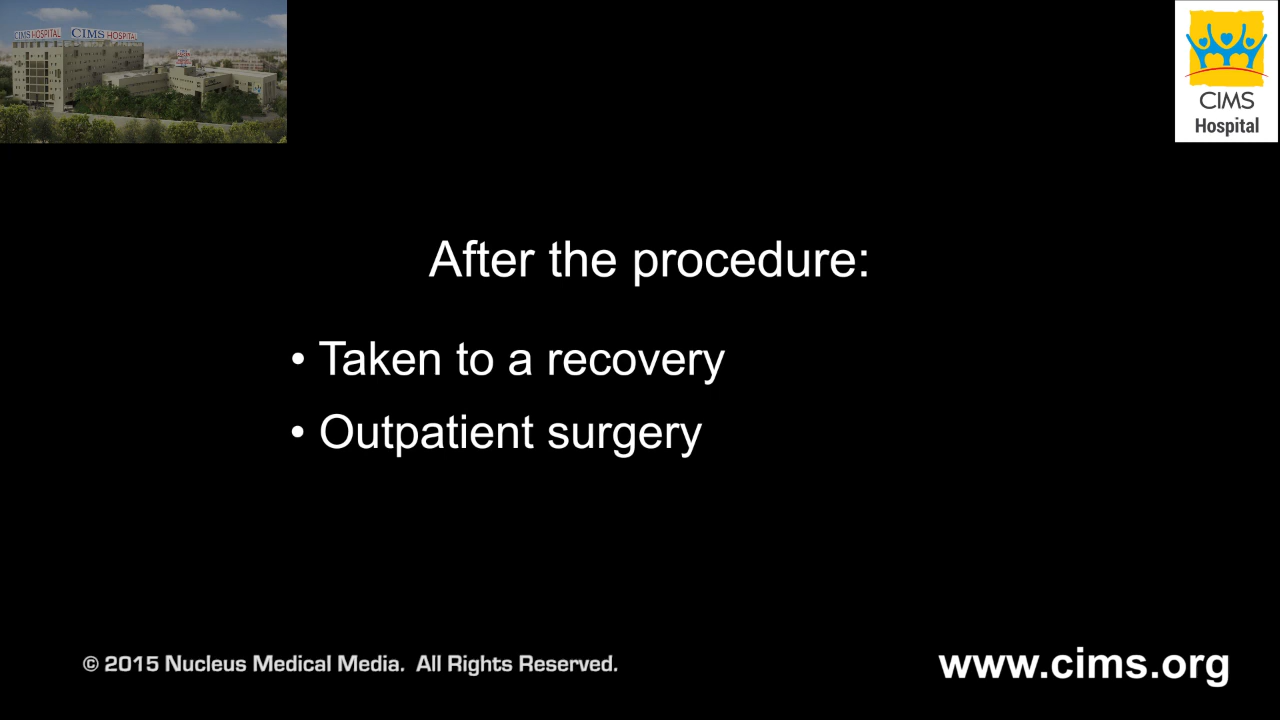 CIMS HOSPITAL CIMS HOSPITAL
CIMS
Hospital
After the procedure:
• Taken to a recovery
• Outpatient surgery
© 2015 Nucleus Medical Media. All Rights Reserved.
www.cims.org